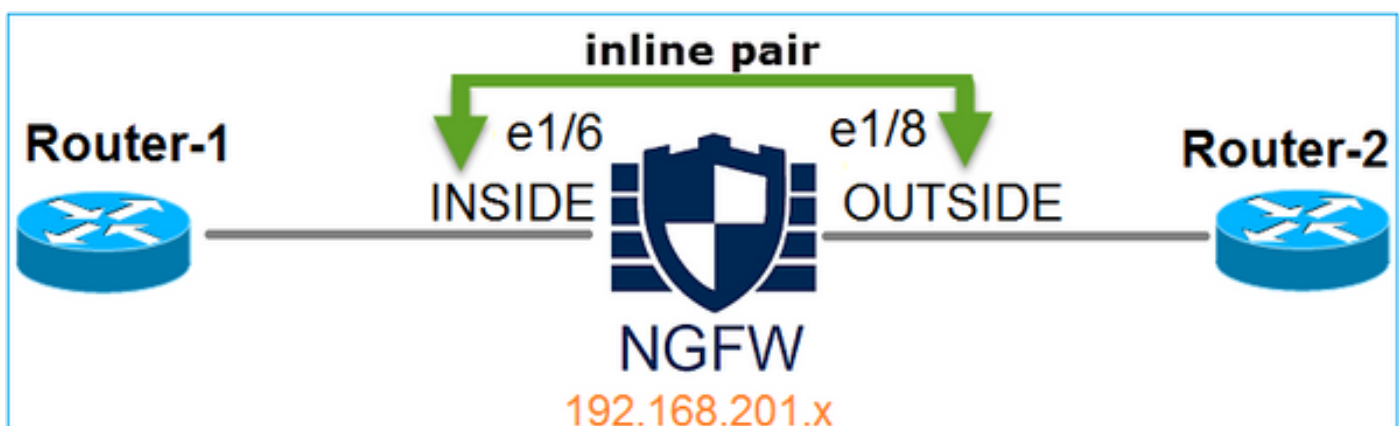 inline pair
Router-1
e1/6
e1/8
Router-2
INSIDE
OUTSIDE
NGFW
192.168.201.x